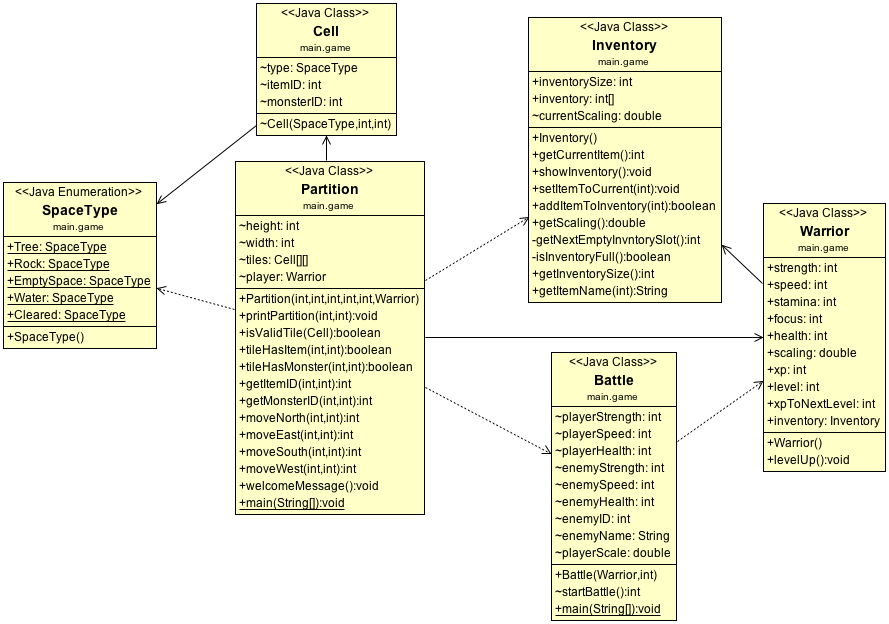 <<Java Class>>
Cell
main.game
~type: SpaceType
~itemID: int
~monsterID: int
~Cell(SpaceType,int,int)
<<Java Class>>
Inventory
main.game
+inventorySize: int
+inventory: int[]
~currentScaling: double
+Inventory()
+getCurrentItem():int
+showInventory():void
+setItemToCurrent(int):void
+addItemToInventory(int):boolean
+getScaling():double
-getNextEmptyInvntorySlot():int
-isInventoryFull():boolean
+getInventorySize():int
+getItemName(int):String
<<Java Enumeration>>
SpaceType
main.game
+Tree: SpaceType
+Rock: SpaceType
+EmptySpace: SpaceType
+Water: SpaceType
+Cleared: SpaceType
+SpaceType()
<<Java Class>>
Partition
main.game
~height: int
~width: int
~tiles: Cell[][]
~player: Warrior
+Partition(int,int,int,int,int,Warrior)
+printPartition(int,int):void
+isValidTile(Cell):boolean
+tileHasItem(int,int):boolean
+tileHasMonster(int,int):boolean
+getItemID(int,int):int
+getMonsterID(int,int):int
+moveNorth(int,int):int
+moveEast(int,int):int
+moveSouth(int,int):int
+moveWest(int,int):int
+welcomeMessage():void
+main(String[]):void
<<Java Class>>
Warrior
main.game
+strength: int
+speed: int
+stamina: int
+focus: int
+health: int
+scaling: double
+xp: int
+level: int
+xpToNextLevel: int
+inventory: Inventory
+Warrior()
+levelUp():void
<<Java Class>>
Battle
main.game
~playerStrength: int
~playerSpeed: int
~playerHealth: int
~enemyStrength: int
~enemySpeed: int
~enemyHealth: int
~enemyID: int
~enemyName: String
~playerScale: double
+Battle(Warrior,int)
~startBattle():int
+main(String[]):void